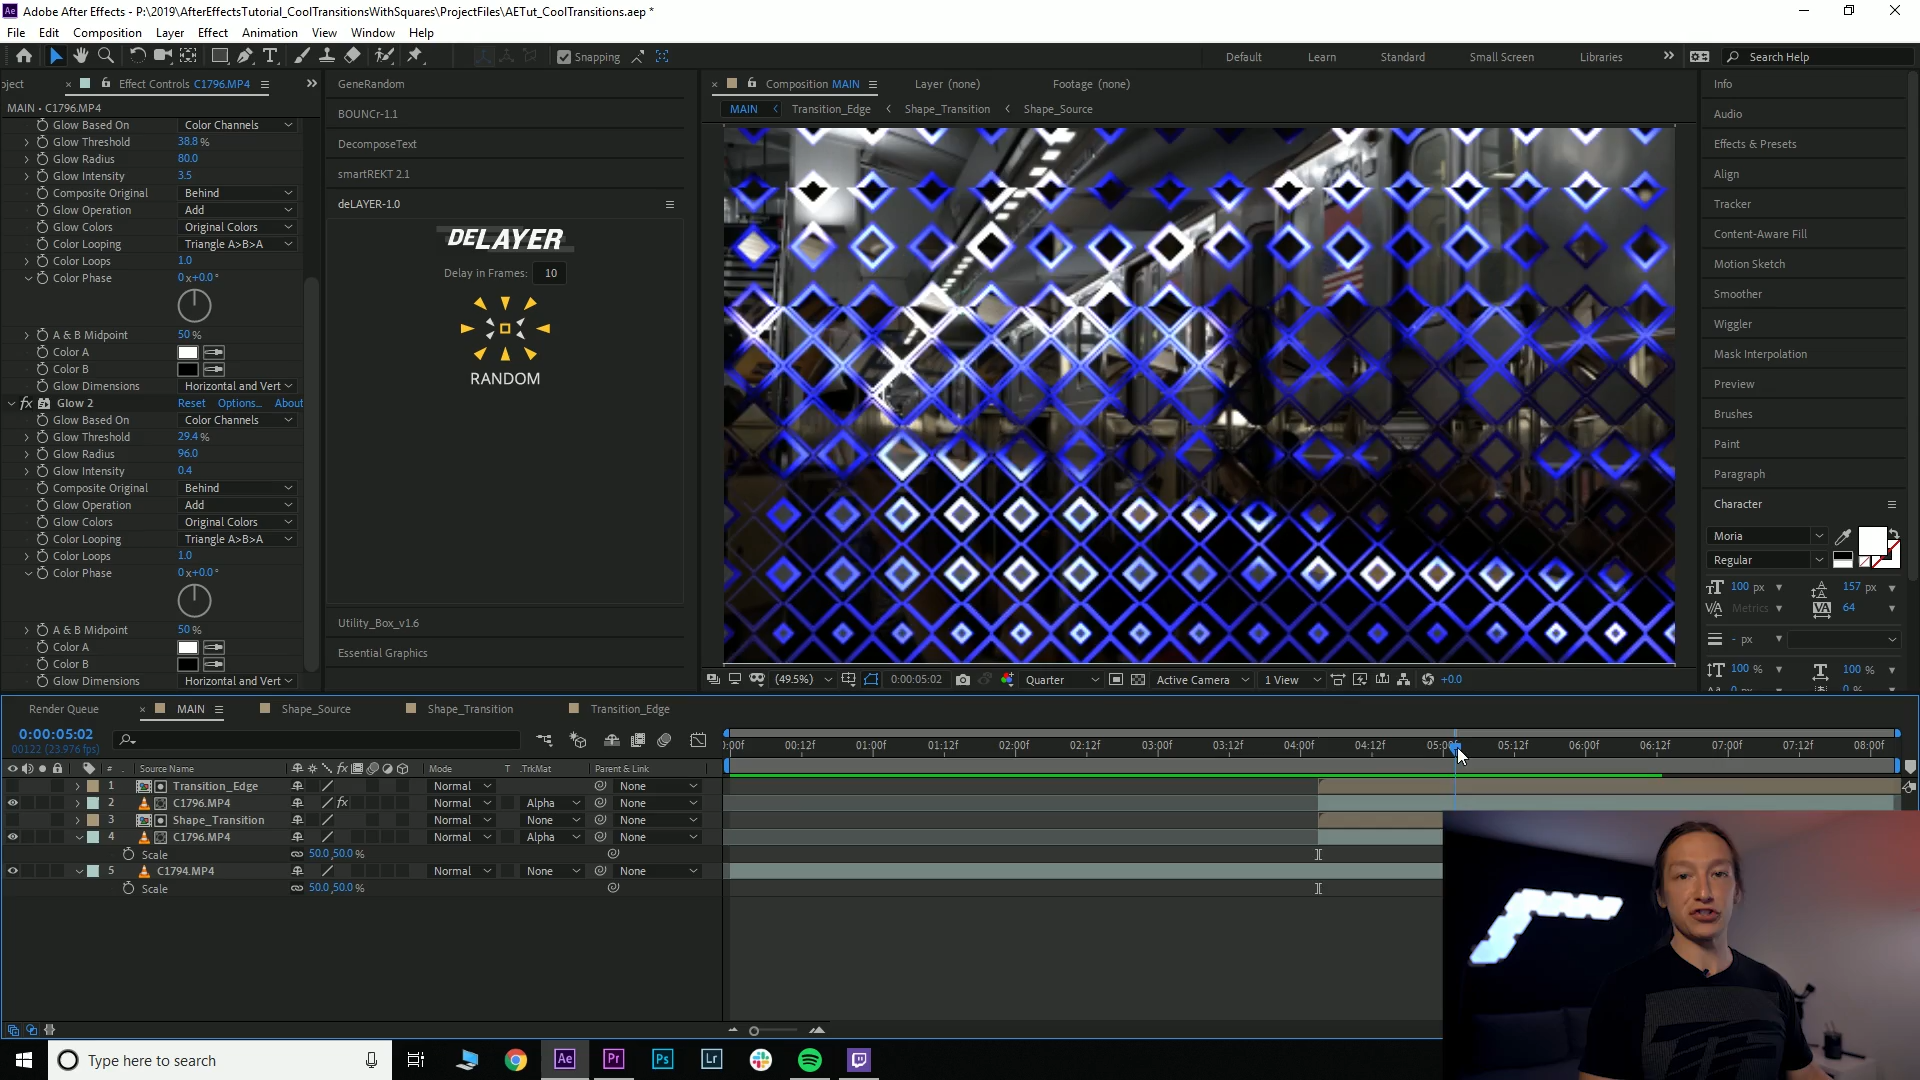 Adobe After Effects - P:\2019\AfterEffectsTutorial_CoolTransitionsWithSquares\ProjectFiles\AETut_CoolTransitions.aep *
File Edit Composition Layer Effect Animation View Window Help
Snapping
Default Learn Standard Small Screen Libraries Search Help
oject Effect Controls C1796.MP4
MAIN • C1796.MP4
Glow Based On Color Channels
Glow Threshold 38.8 %
Glow Radius 80.0
Glow Intensity 3.5
Composite Original Behind
Glow Operation Add
Glow Colors Original Colors
Color Looping Triangle A>B>A
Color Loops 1.0
Color Phase 0 x+0.0 °
A & B Midpoint 50 %
Color A
Color B
Glow Dimensions Horizontal and Vert
fx Glow 2 Reset Options... About
Glow Based On Color Channels
Glow Threshold 29.4 %
Glow Radius 96.0
Glow Intensity 0.4
Composite Original Behind
Glow Operation Add
Glow Colors Original Colors
Color Looping Triangle A>B>A
Color Loops 1.0
Color Phase 0 x+0.0 °
A & B Midpoint 50 %
Color A
Color B
Glow Dimensions Horizontal and Vert
GeneRandom
BOUNCr-1.1
DecomposeText
smartREKT 2.1
deLAYER-1.0
DELAYER
Delay in Frames: 10
RANDOM
Utility_Box_v1.6
Essential Graphics
Composition MAIN Layer (none) Footage (none)
MAIN Transition_Edge Shape_Transition Shape_Source
(49.5%) 0:00:05:02 Quarter Active Camera 1 View +0.0
Info
Audio
Effects & Presets
Align
Tracker
Content-Aware Fill
Motion Sketch
Smoother
Wiggler
Mask Interpolation
Preview
Brushes
Paint
Paragraph
Character
Moria
Regular
100 px 157 px
Metrics 64
- px
100 % 100 %
Render Queue MAIN Shape_Source Shape_Transition Transition_Edge
0:00:05:02
00122 (23.976 fps)
):00f 00:12f 01:00f 01:12f 02:00f 02:12f 03:00f 03:12f 04:00f 04:12f 05:00f 05:12f 06:00f 06:12f 07:00f 07:12f 08:00f
# Source Name fx Mode T .TrkMat Parent & Link
1 Transition_Edge Normal None
2 C1796.MP4 fx Normal Alpha None
3 Shape_Transition Normal None None
4 C1796.MP4 Normal Alpha None
Scale 50.0,50.0 %
5 C1794.MP4 Normal None None
Scale 50.0,50.0 %
Type here to search
Ae Pr Ps Lr